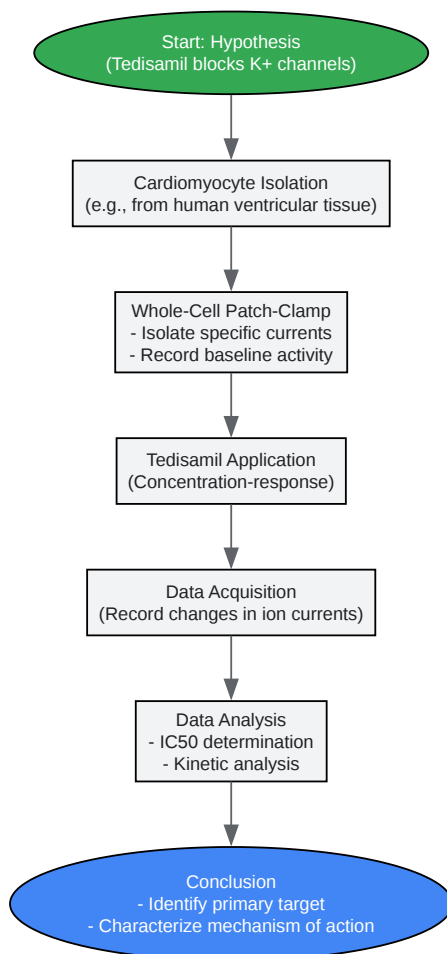 Start: Hypothesis
(Tedisamil blocks K+ channels)
Cardiomyocyte Isolation
(e.g., from human ventricular tissue)
Whole-Cell Patch-Clamp
- Isolate specific currents
- Record baseline activity
Tedisamil Application
(Concentration-response)
Data Acquisition
(Record changes in ion currents)
Data Analysis
- IC50 determination
- Kinetic analysis
Conclusion
- Identify primary target
- Characterize mechanism of action